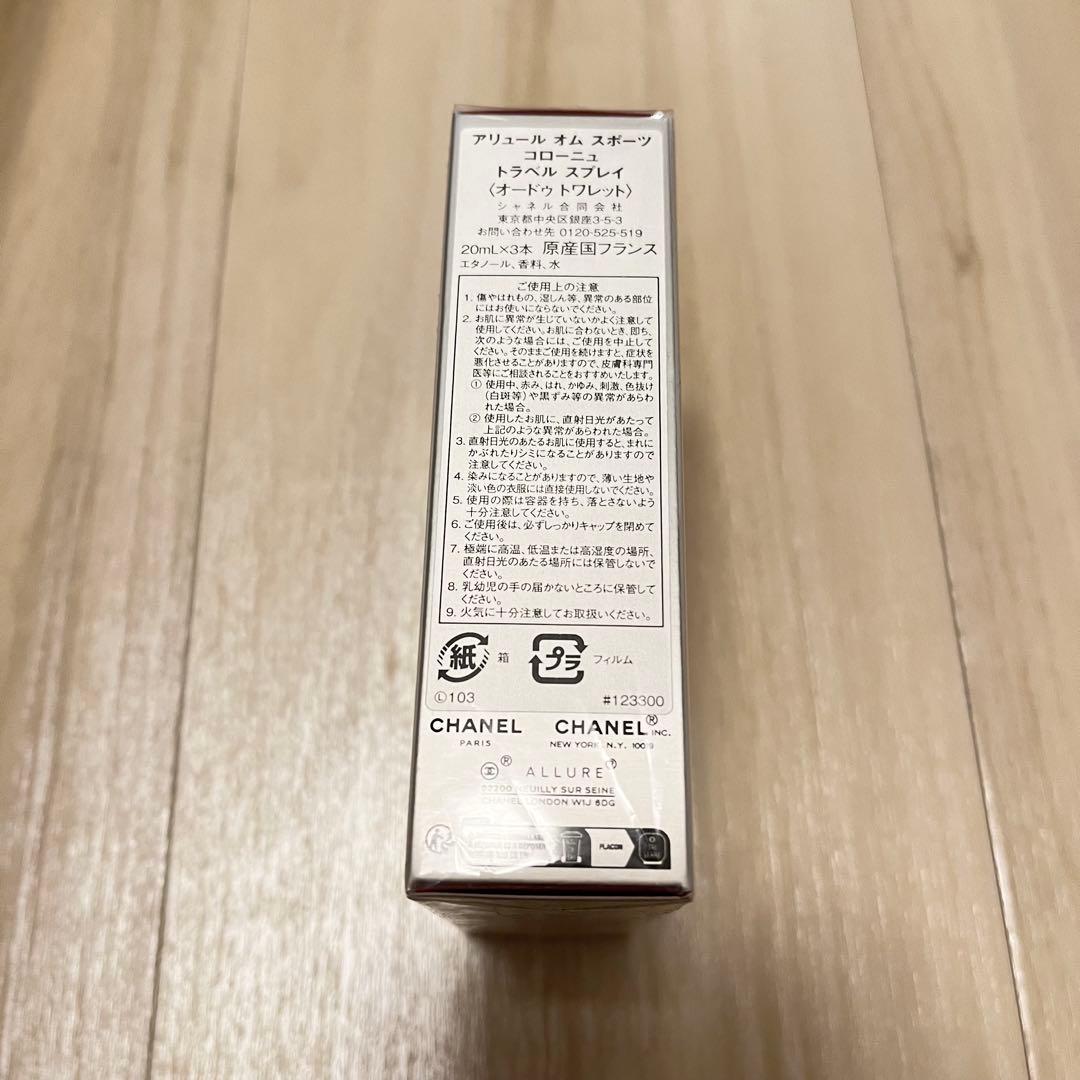 アリュール オム スポーツ
コローニュ
トラベル スプレイ
〈オードゥ トワレット〉
シャネル合同会社
東京都中央区銀座3-5-3
お問い合わせ先 0120-525-519
20mL×3本 原産国フランス
エタノール、香料、水
ご使用上の注意
1. 傷やはれもの、湿しん等、異常のある部位
にはお使いにならないでください。
2. お肌に異常が生じていないかよく注意して
使用してください。お肌に合わないとき、即ち、
次のような場合には、ご使用を中止して
ください。そのままご使用を続けますと、症状を
悪化させることがありますので、皮膚科専門
医等にご相談されることをおすすめいたします。
① 使用中、赤み、はれ、かゆみ、刺激、色抜け
(白斑等)や黒ずみ等の異常があらわ
れた場合。
② 使用したお肌に、直射日光があたって
上記のような異常があらわれた場合。
3. 直射日光のあたるお肌に使用すると、まれに
かぶれたりシミになることがありますので
注意してください。
4. 染みになることがありますので、薄い生地や
淡い色の衣服には直接使用しないでください。
5. 使用の際は容器を持ち、落とさないよう
十分注意してください。
6. ご使用後は、必ずしっかりキャップを閉めて
ください。
7. 極端に高温、低温または高湿度の場所、
直射日光のあたる場所には保管しないで
ください。
8. 乳幼児の手の届かないところに保管して
ください。
9. 火気に十分注意してお取扱いください。
紙 箱 プラ フィルム
Ⓛ103 #123300
CHANEL CHANEL® INC.
PARIS NEW YORK. N.Y. 10019
® ALLURE®
92200 NEUILLY SUR SEINE
CHANEL LONDON W1J 6DG
FLACON